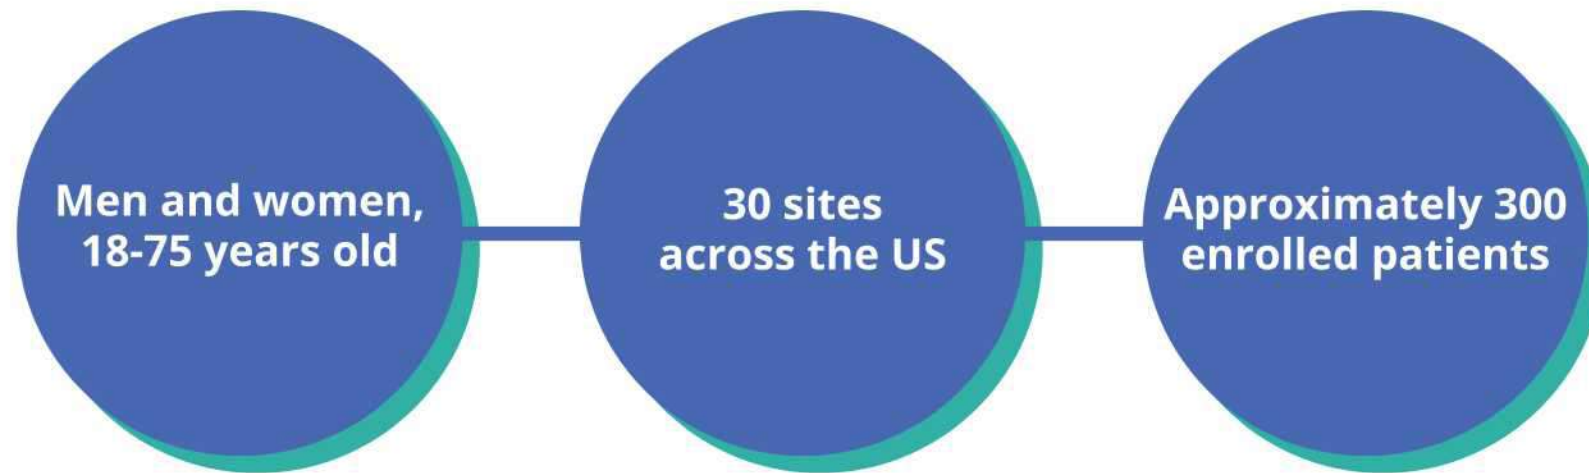 Men and women,
18-75 years old
30 sites
across the US
Approximately 300
enrolled patients